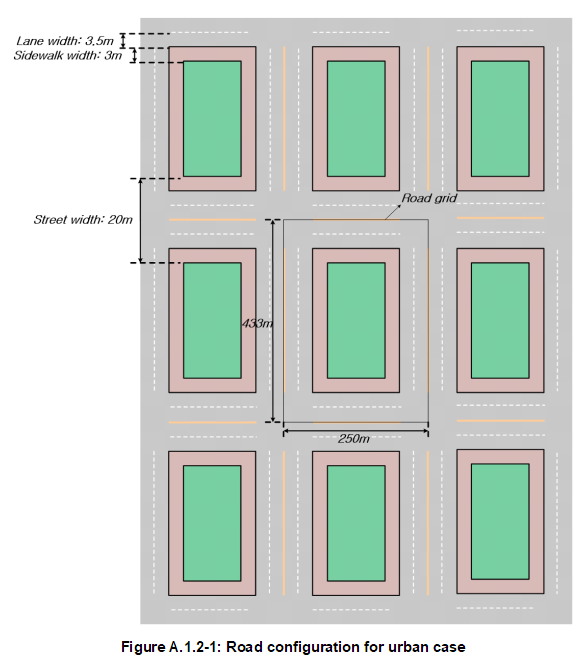 Lane width: 3.5m
Sidewalk width: 3m
Road grid
Street width: 20m
433m
250m
Figure A.1.2-1: Road configuration for urban case